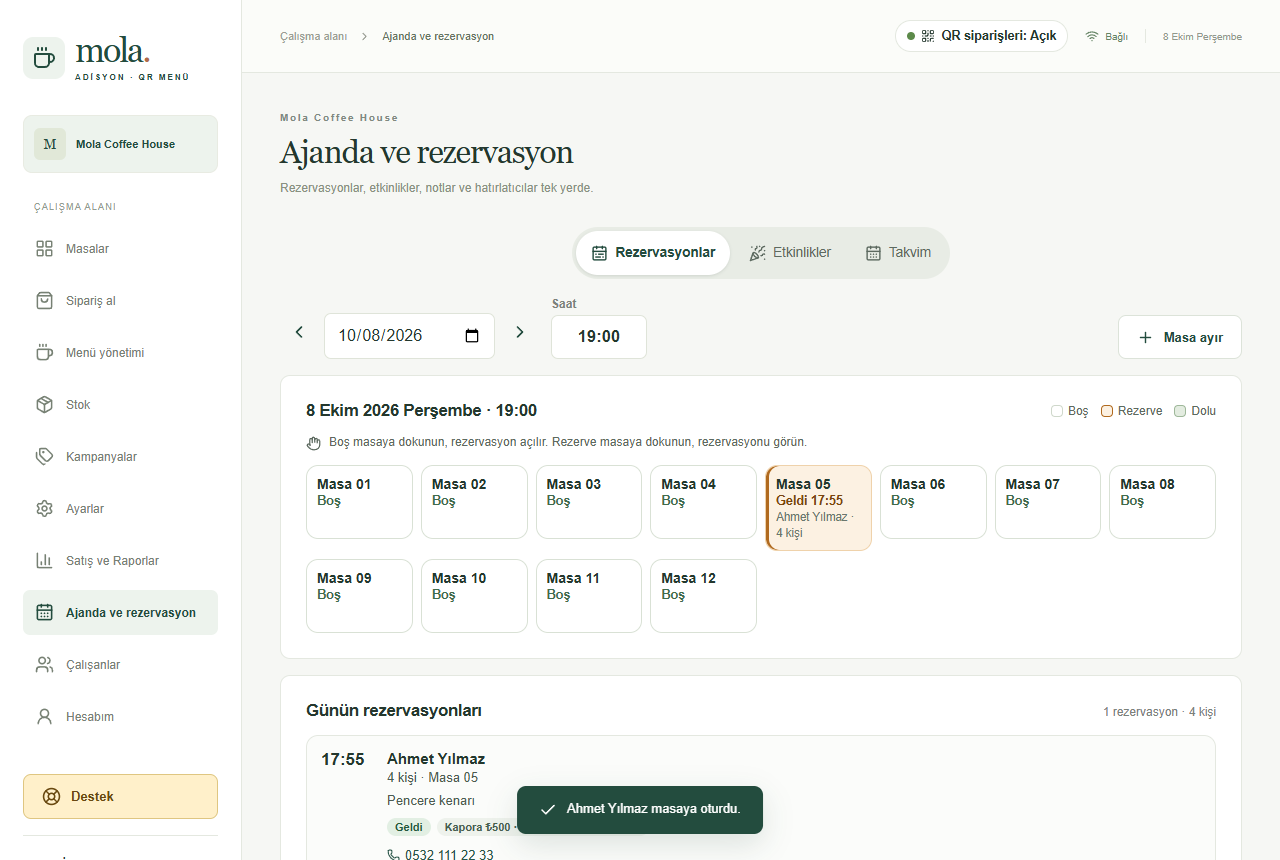 mola.
ADİSYON · QR MENÜ
M
Mola Coffee House
ÇALIŞMA ALANI
Masalar
Sipariş al
Menü yönetimi
Stok
Kampanyalar
Ayarlar
Satış ve Raporlar
Ajanda ve rezervasyon
Çalışanlar
Hesabım
Destek
Çalışma alanı
Ajanda ve rezervasyon
QR siparişleri: Açık
Bağlı
8 Ekim Perşembe
Mola Coffee House
Ajanda ve rezervasyon
Rezervasyonlar, etkinlikler, notlar ve hatırlatıcılar tek yerde.
Rezervasyonlar
Etkinlikler
Takvim
Saat
10/08/2026
19:00
Masa ayır
8 Ekim 2026 Perşembe · 19:00
Boş
Rezerve
Dolu
Boş masaya dokunun, rezervasyon açılır. Rezerve masaya dokunun, rezervasyonu görün.
Masa 01
Boş
Masa 02
Boş
Masa 03
Boş
Masa 04
Boş
Masa 05
Geldi 17:55
Ahmet Yılmaz ·
4 kişi
Masa 06
Boş
Masa 07
Boş
Masa 08
Boş
Masa 09
Boş
Masa 10
Boş
Masa 11
Boş
Masa 12
Boş
Günün rezervasyonları
1 rezervasyon · 4 kişi
17:55
Ahmet Yılmaz
4 kişi · Masa 05
Pencere kenarı
Geldi
Kapora ₺500 ·
0532 111 22 33
Ahmet Yılmaz masaya oturdu.